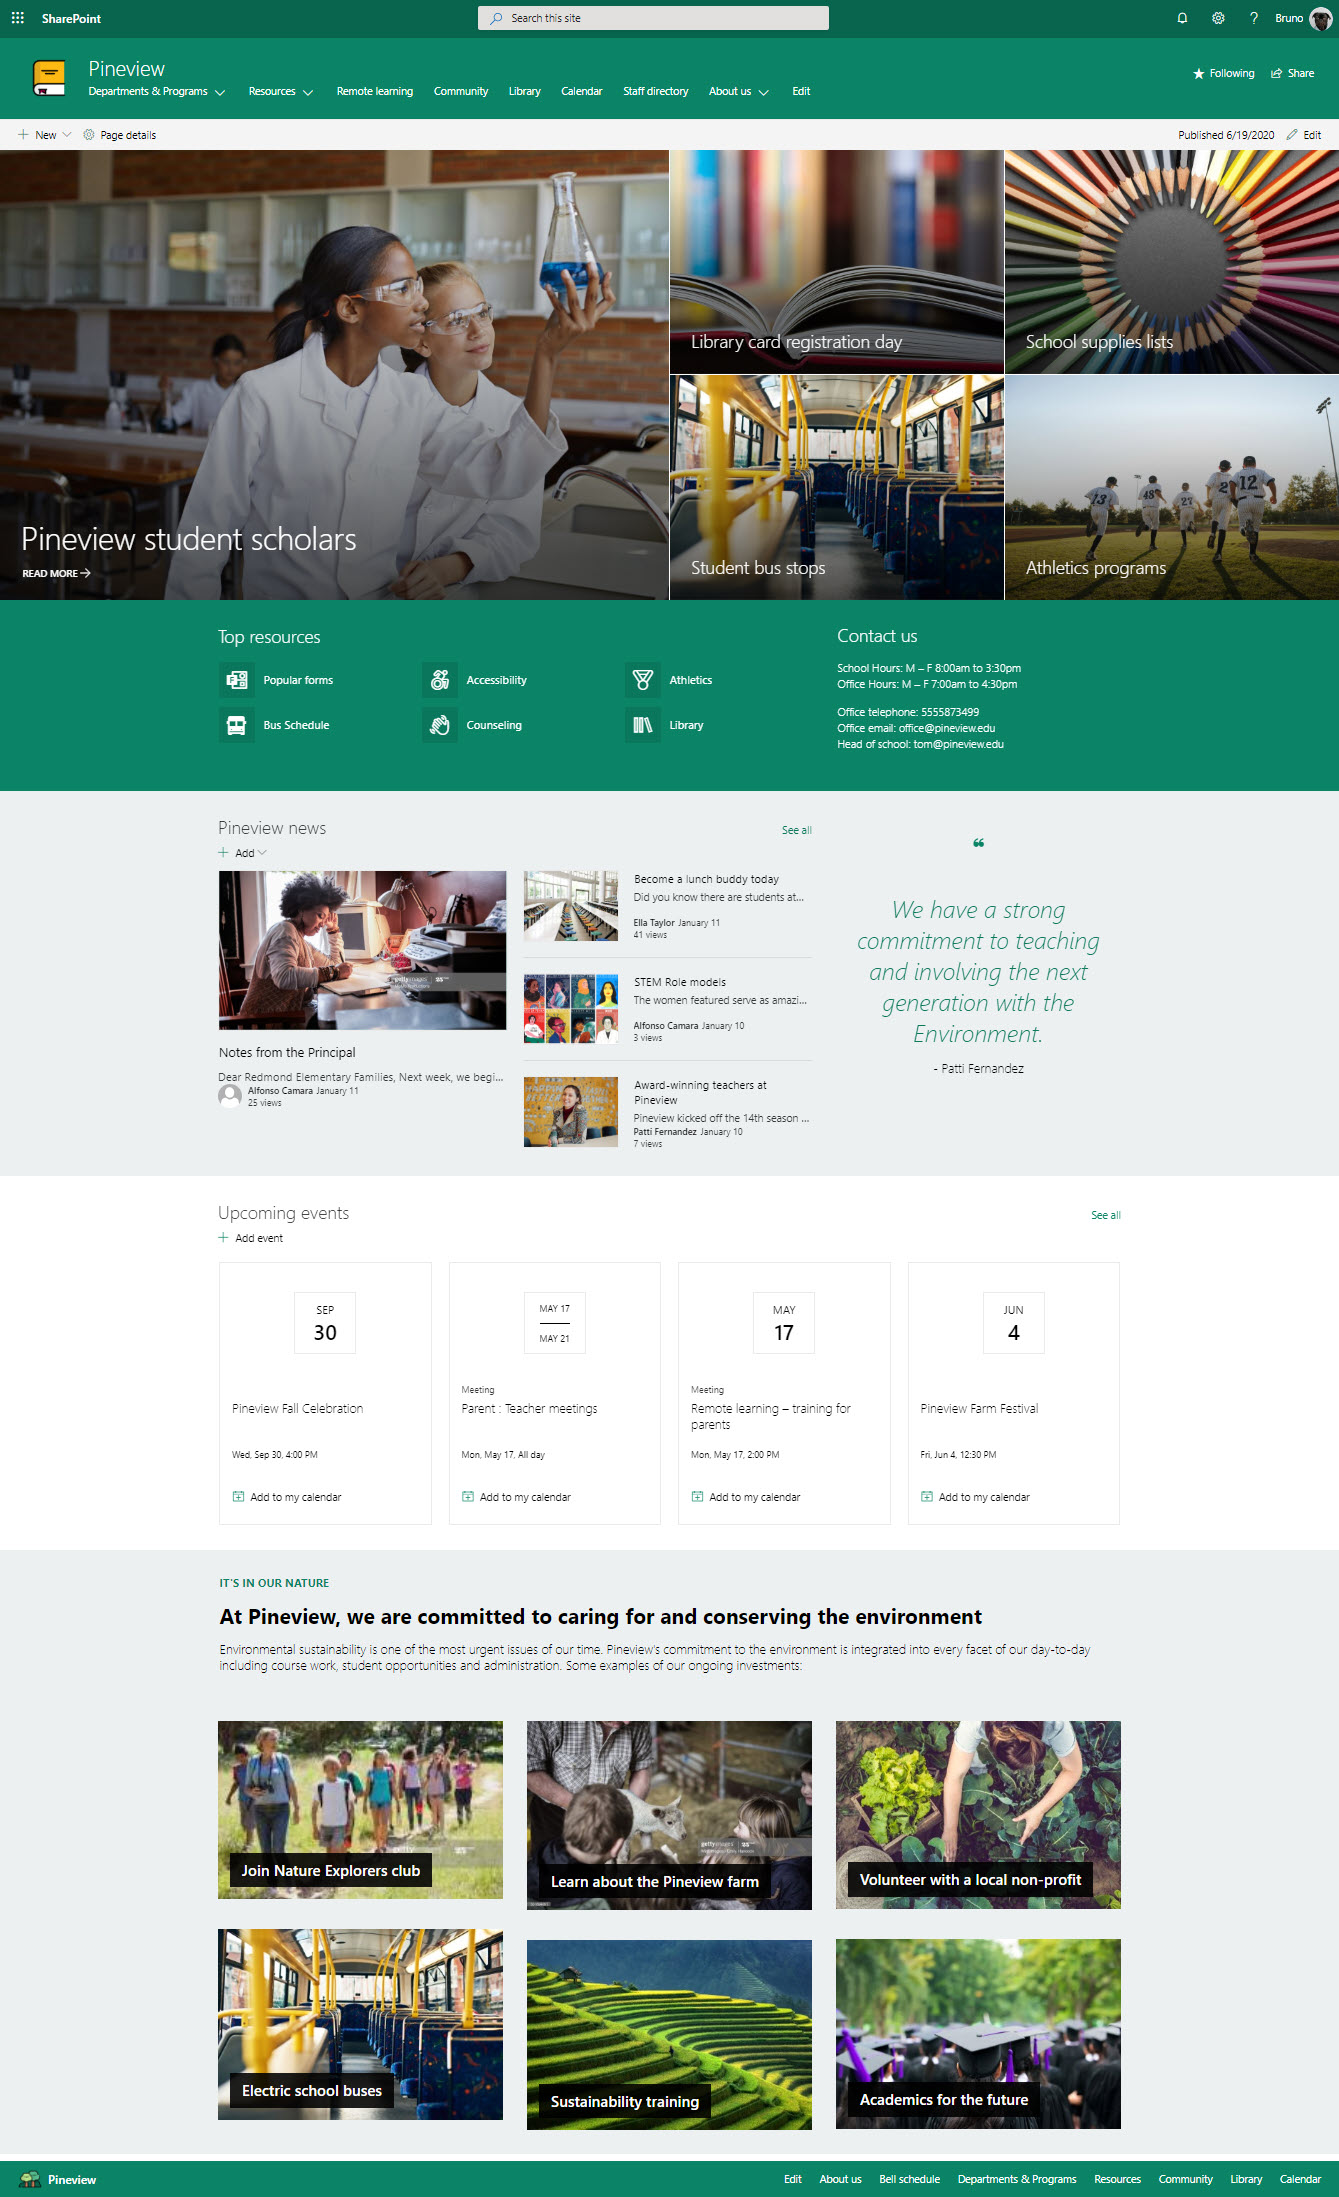 SharePoint
Search this site
Bruno
Pineview
Departments & Programs
Resources
Remote learning
Community
Library
Calendar
Staff directory
About us
Edit
Following
Share
New
Page details
Published 6/19/2020
Edit
Pineview student scholars
READ MORE
Library card registration day
School supplies lists
Student bus stops
13
48
27
2
12
Athletics programs
Top resources
Popular forms
Accessibility
Athletics
Bus Schedule
Counseling
Library
Contact us
School Hours: M – F 8:00am to 3:30pm
Office Hours: M – F 7:00am to 4:30pm
Office telephone: 5555873499
Office email: office@pineview.edu
Head of school: tom@pineview.edu
Pineview news
See all
Add
gettyimages
Notes from the Principal
Dear Redmond Elementary Families, Next week, we begi...
Alfonso Camara January 11
25 views
Become a lunch buddy today
Did you know there are students at...
Ella Taylor January 11
41 views
STEM Role models
The women featured serve as amazi...
Alfonso Camara January 10
3 views
Award-winning teachers at
Pineview
Pineview kicked off the 14th season ...
Patti Fernandez January 10
7 views
❝
We have a strong
commitment to teaching
and involving the next
generation with the
Environment.
- Patti Fernandez
Upcoming events
See all
Add event
SEP
30
Pineview Fall Celebration
Wed, Sep 30, 4:00 PM
Add to my calendar
MAY 17
MAY 21
Meeting
Parent : Teacher meetings
Mon, May 17, All day
Add to my calendar
MAY
17
Meeting
Remote learning – training for
parents
Mon, May 17, 2:00 PM
Add to my calendar
JUN
4
Pineview Farm Festival
Fri, Jun 4, 12:30 PM
Add to my calendar
IT'S IN OUR NATURE
At Pineview, we are committed to caring for and conserving the environment
Environmental sustainability is one of the most urgent issues of our time. Pineview's commitment to the environment is integrated into every facet of our day-to-day
including course work, student opportunities and administration. Some examples of our ongoing investments:
Join Nature Explorers club
gettyimages
Learn about the Pineview farm
Volunteer with a local non-profit
Electric school buses
Sustainability training
Academics for the future
Pineview
Edit
About us
Bell schedule
Departments & Programs
Resources
Community
Library
Calendar